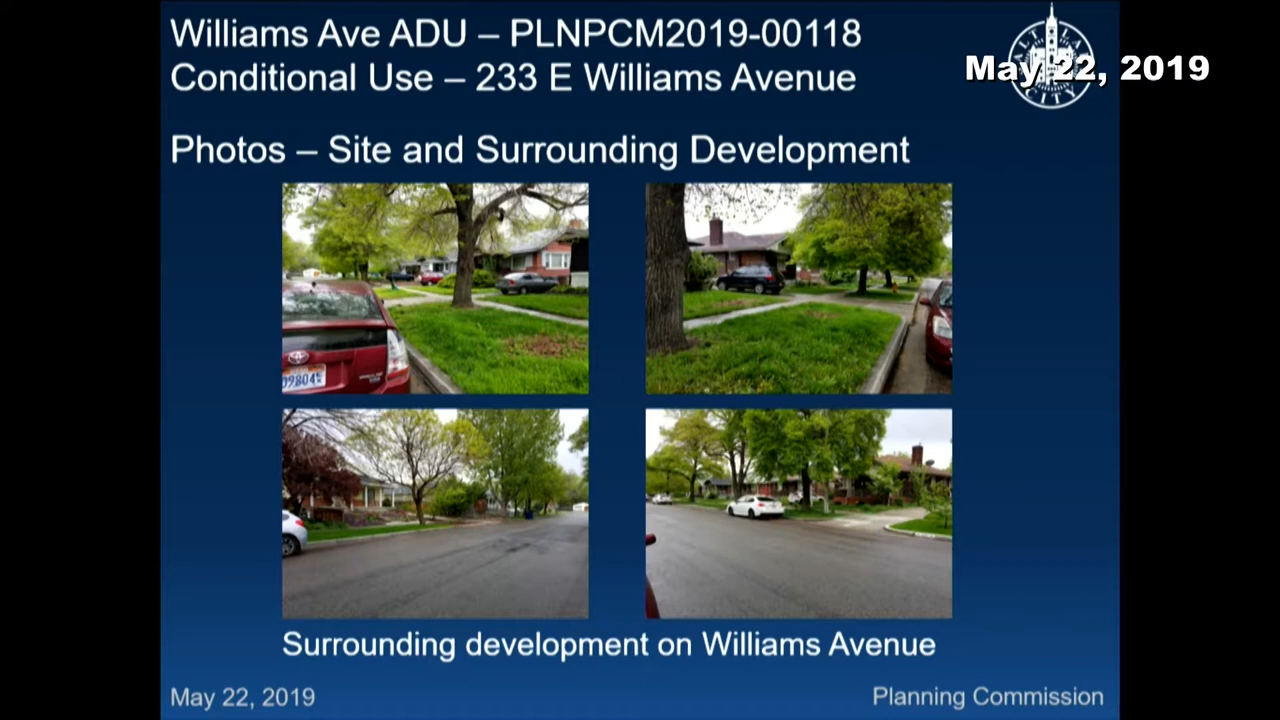 Williams Ave ADU – PLNPCM2019-00118
Conditional Use – 233 E Williams Avenue
May 22, 2019
CITY
Photos – Site and Surrounding Development
Surrounding development on Williams Avenue
May 22, 2019
Planning Commission